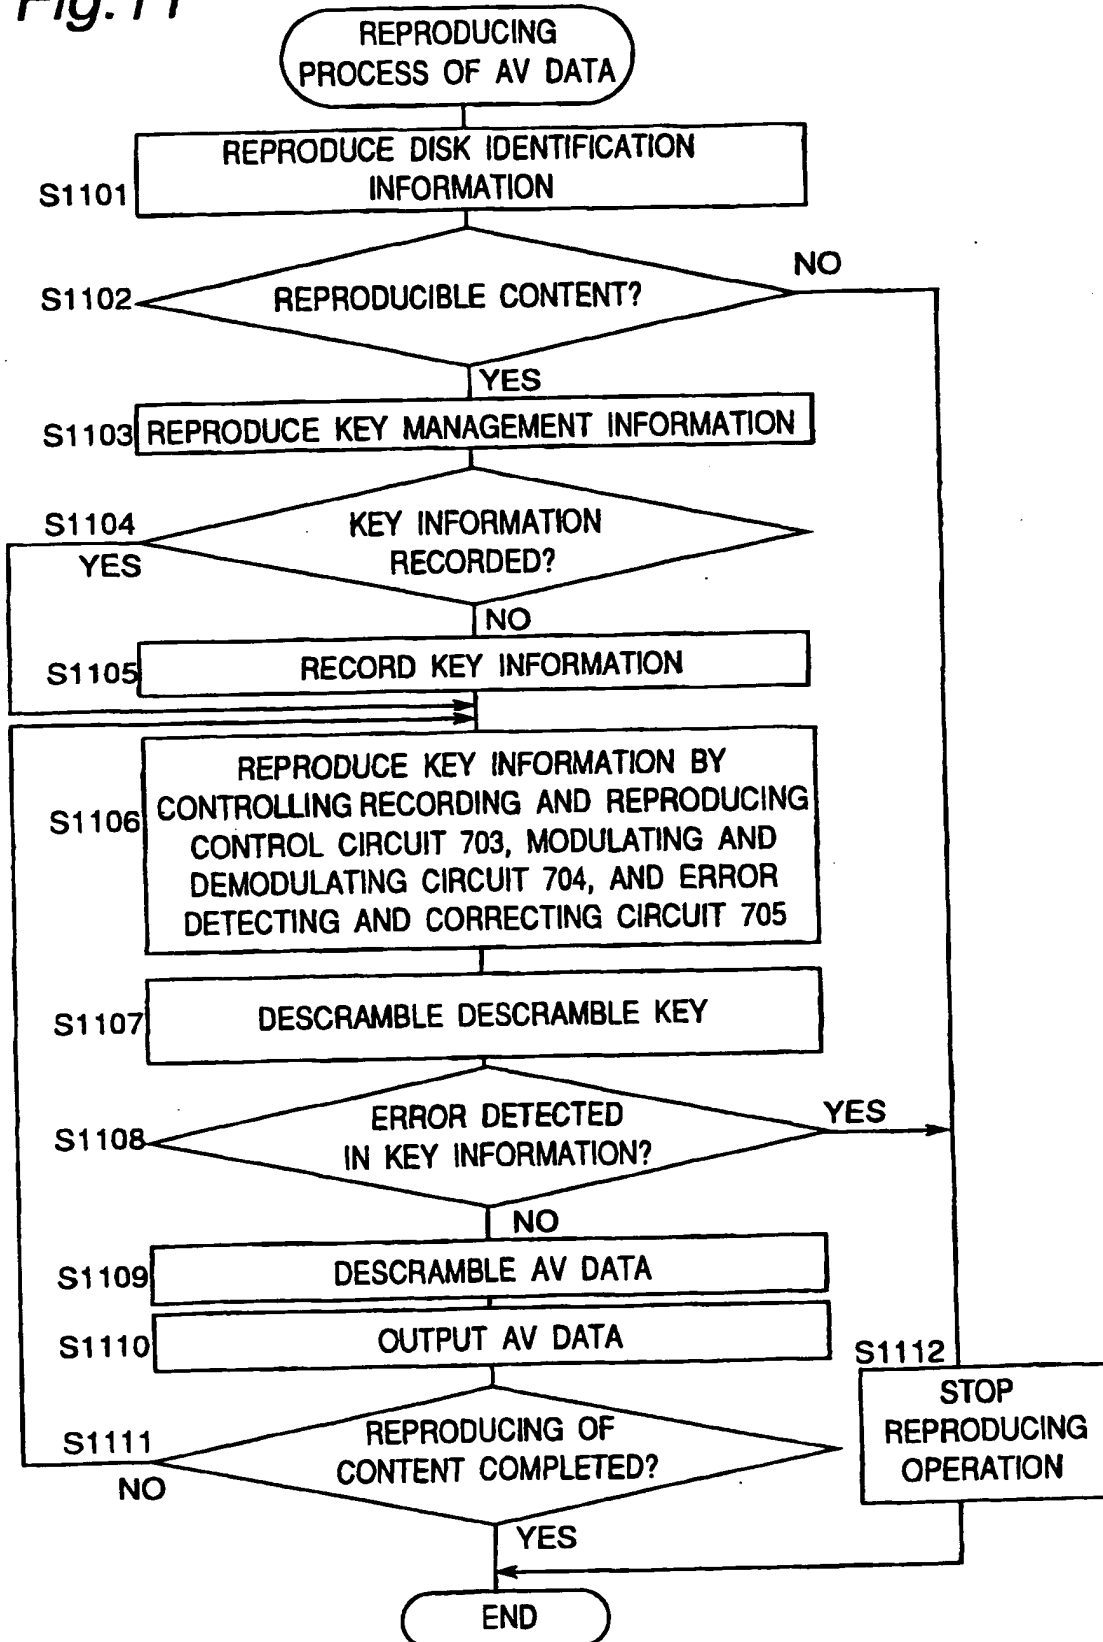 Fig. 11
REPRODUCING
PROCESS OF AV DATA
REPRODUCE DISK IDENTIFICATION
INFORMATION
S1101
NO
S1102
REPRODUCIBLE CONTENT?
YES
S1103
REPRODUCE KEY MANAGEMENT INFORMATION
S1104
KEY INFORMATION
RECORDED?
YES
NO
S1105
RECORD KEY INFORMATION
S1106
REPRODUCE KEY INFORMATION BY
CONTROLLING RECORDING AND REPRODUCING
CONTROL CIRCUIT 703, MODULATING AND
DEMODULATING CIRCUIT 704, AND ERROR
DETECTING AND CORRECTING CIRCUIT 705
S1107
DESCRAMBLE DESCRAMBLE KEY
S1108
ERROR DETECTED
IN KEY INFORMATION?
YES
NO
S1109
DESCRAMBLE AV DATA
S1110
OUTPUT AV DATA
S1112
STOP
REPRODUCING
OPERATION
S1111
REPRODUCING OF
CONTENT COMPLETED?
NO
YES
END